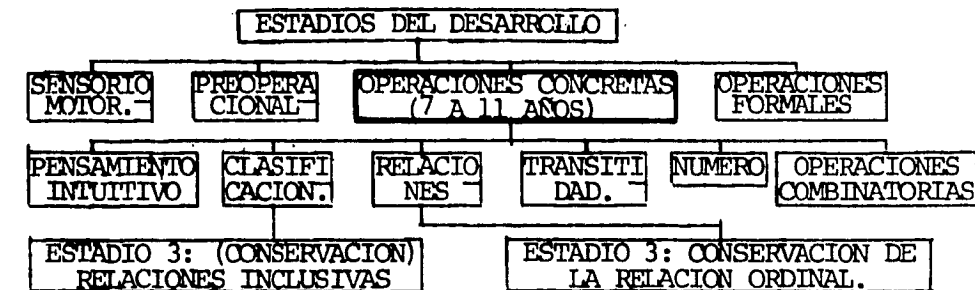 ESTADIOS DEL DESARROLLO
SENSORIO
MOTOR.
PREOPERA
CIONAL
OPERACIONES CONCRETAS
(7 A 11 AÑOS)
OPERACIONES
FORMALES
PENSAMIENTO
INTUITIVO
CLASIFI
CACION.
RELACIO
NES
TRANSITI
DAD.
NUMERO
OPERACIONES
COMBINATORIAS
ESTADIO 3: (CONSERVACION)
RELACIONES INCLUSIVAS
ESTADIO 3: CONSERVACION DE
LA RELACION ORDINAL.